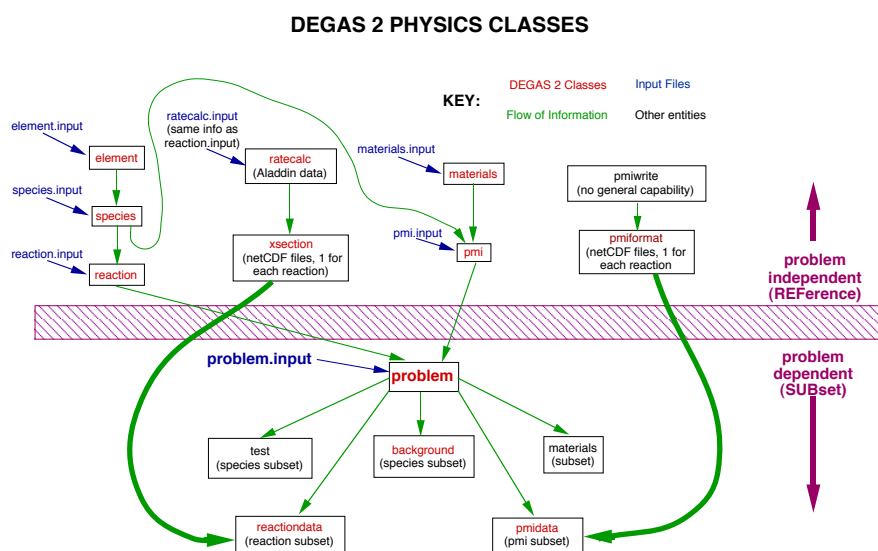 DEGAS 2 PHYSICS CLASSES
KEY:
DEGAS 2 Classes
Input Files
Flow of Information
Other entities
element.input
element
species.input
species
reaction.input
reaction
ratecalc.input
(same info as
reaction.input)
ratecalc
(Aladdin data)
xsection
(netCDF files, 1 for
each reaction)
materials.input
materials
pmi.input
pmi
pmiwrite
(no general capability)
pmiformat
(netCDF files, 1 for
each reaction
problem
independent
(REFerence)
problem
dependent
(SUBset)
problem.input
problem
test
(species subset)
background
(species subset)
materials
(subset)
reactiondata
(reaction subset)
pmidata
(pmi subset)